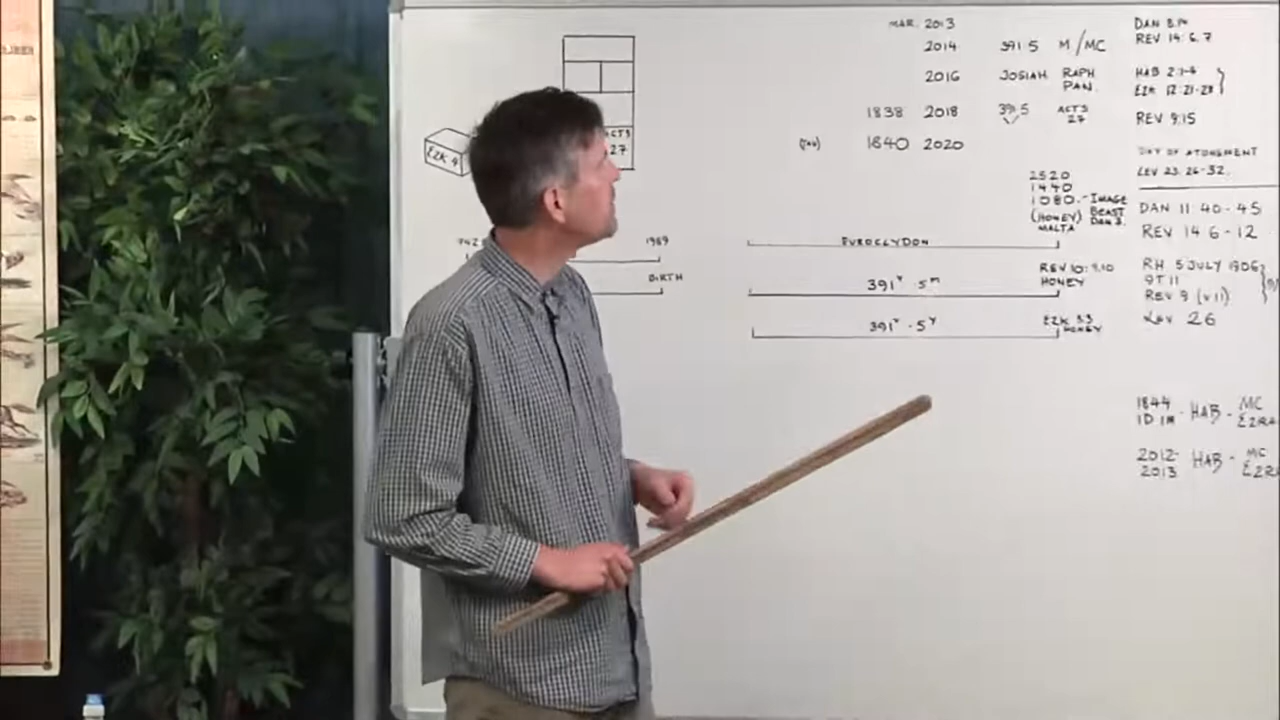 MAR. 2013
2014 391.5 M/MC
2016 JOSIAH RAPH
PAN.
1838 2018 391.5 ACTS
27
1840 2020
ACTS
27
EZK 4
742
1989
BIRTH
2520
1440
1080.- IMAGE
(HONEY) BEAST
MALTA DAN 3.
EUROCLYDON
391Y . 5M
REV 10: 9,10
HONEY
391Y . 5Y
EZK 3:3
HONEY
DAN 8.14
REV 14: 6, 7
HAB 2:1-4
EZK 12:21-28
REV 9:15
DAY OF ATONEMENT
LEV 23. 26-32.
DAN 11:40-45
REV 14 6-12
RH 5 JULY 1906
9T 11
REV 9 (v 11)
LEV 26
1844 - HAB - MC
1D 1M EZRA
2012 HAB - MC
2013 EZRA